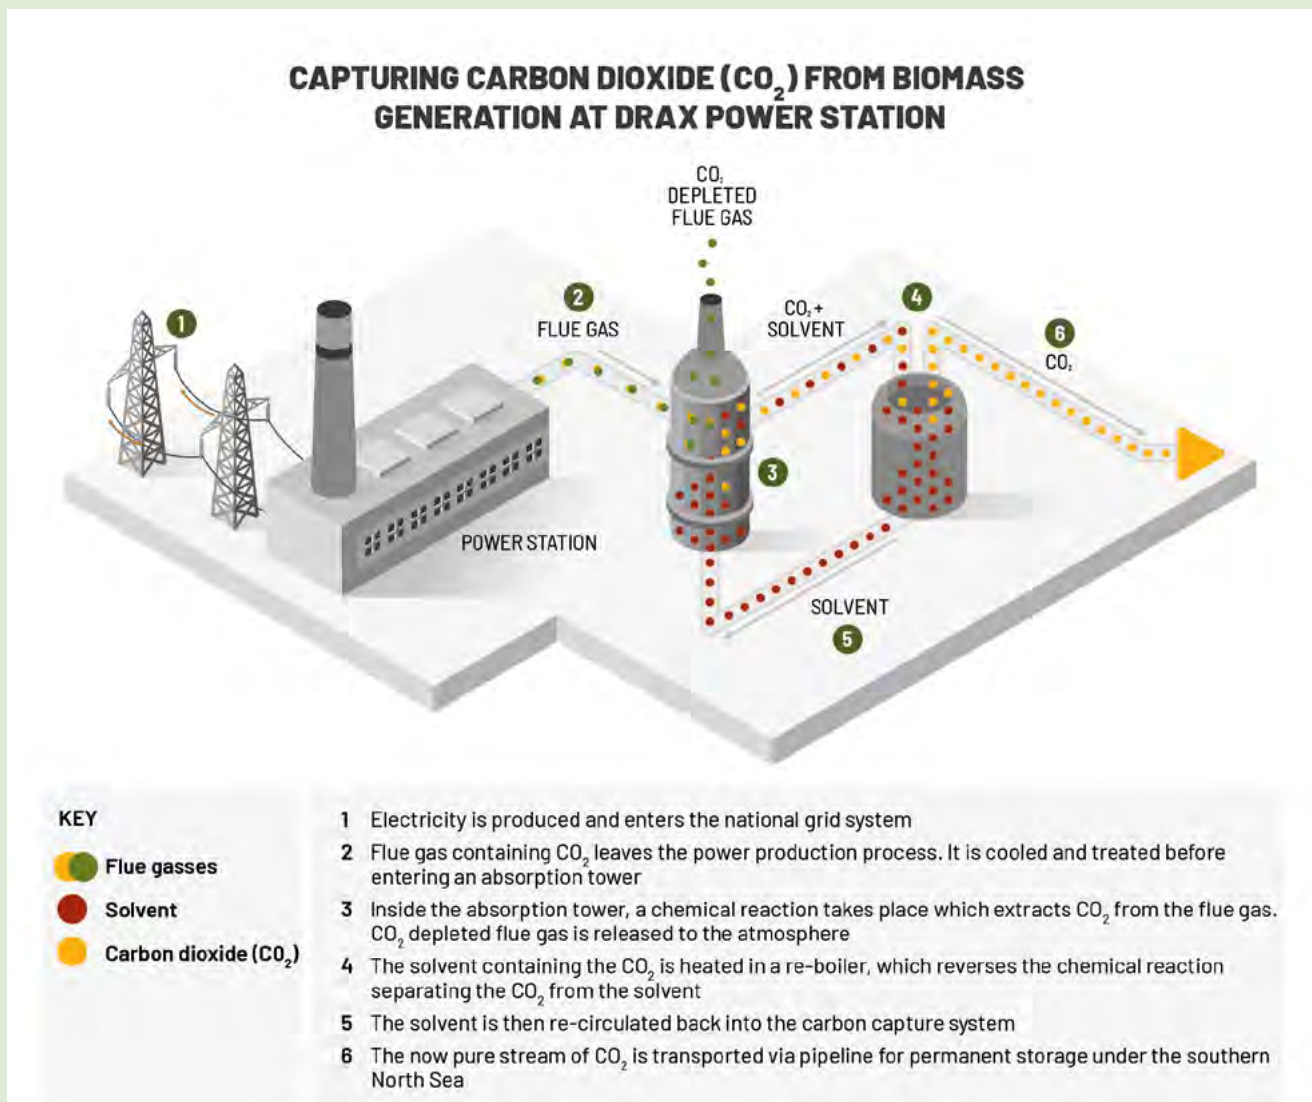 CAPTURING CARBON DIOXIDE (CO₂) FROM BIOMASS
GENERATION AT DRAX POWER STATION
CO₂
DEPLETED
FLUE GAS
1
2
FLUE GAS
CO₂+
SOLVENT
4
6
CO₂
3
POWER STATION
SOLVENT
5
KEY
Flue gasses
Solvent
Carbon dioxide (CO₂)
1 Electricity is produced and enters the national grid system
2 Flue gas containing CO₂ leaves the power production process. It is cooled and treated before
entering an absorption tower
3 Inside the absorption tower, a chemical reaction takes place which extracts CO₂ from the flue gas.
CO₂ depleted flue gas is released to the atmosphere
4 The solvent containing the CO₂ is heated in a re-boiler, which reverses the chemical reaction
separating the CO₂ from the solvent
5 The solvent is then re-circulated back into the carbon capture system
6 The now pure stream of CO₂ is transported via pipeline for permanent storage under the southern
North Sea